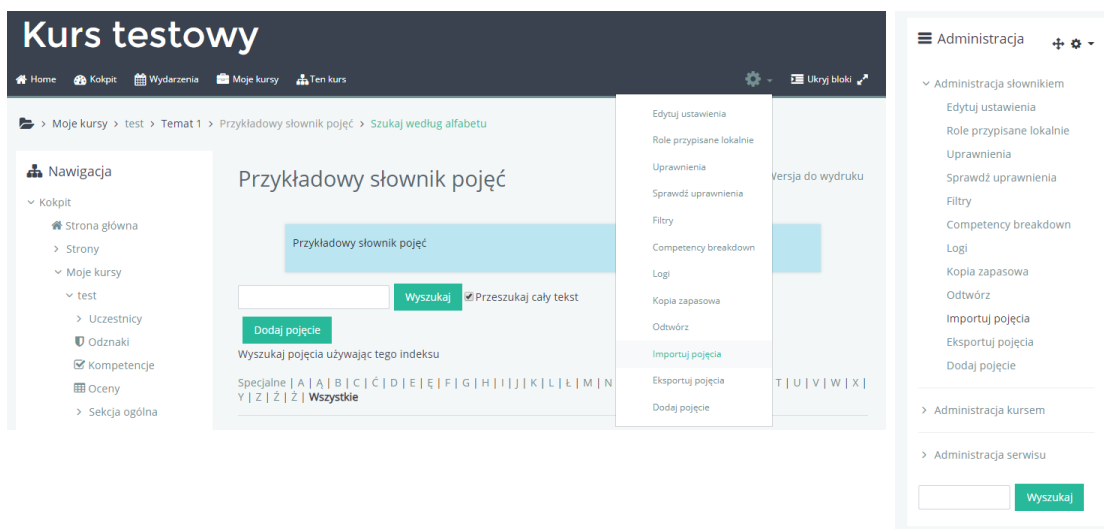 Kurs testowy
Home Kokpit Wydarzenia Moje kursy Ten kurs Ukryj bloki
> Moje kursy > test > Temat 1 > Przykładowy słownik pojęć > Szukaj według alfabetu
Nawigacja
Kokpit
Strona główna
Strony
Moje kursy
test
Uczestnicy
Odznaki
Kompetencje
Oceny
Sekcja ogólna
Przykładowy słownik pojęć
do wydruku
Przykładowy słownik pojęć
Wyszukaj Przeszukaj cały tekst
Dodaj pojęcie
Wyszukaj pojęcia używając tego indeksu
Specjalne | A | Ą | B | C | Ć | D | E | Ę | F | G | H | I | J | K | L | Ł | M | N T | U | V | W | X |
Y | Z | Ź | Ż | Wszystkie
Edytuj ustawienia
Role przypisane lokalnie
Uprawnienia
Sprawdź uprawnienia
Filtry
Competency breakdown
Logi
Kopia zapasowa
Odtwórz
Importuj pojęcia
Eksportuj pojęcia
Dodaj pojęcie
Administracja
Administracja słownikiem
Edytuj ustawienia
Role przypisane lokalnie
Uprawnienia
Sprawdź uprawnienia
Filtry
Competency breakdown
Logi
Kopia zapasowa
Odtwórz
Importuj pojęcia
Eksportuj pojęcia
Dodaj pojęcie
Administracja kursem
Administracja serwisu
Wyszukaj